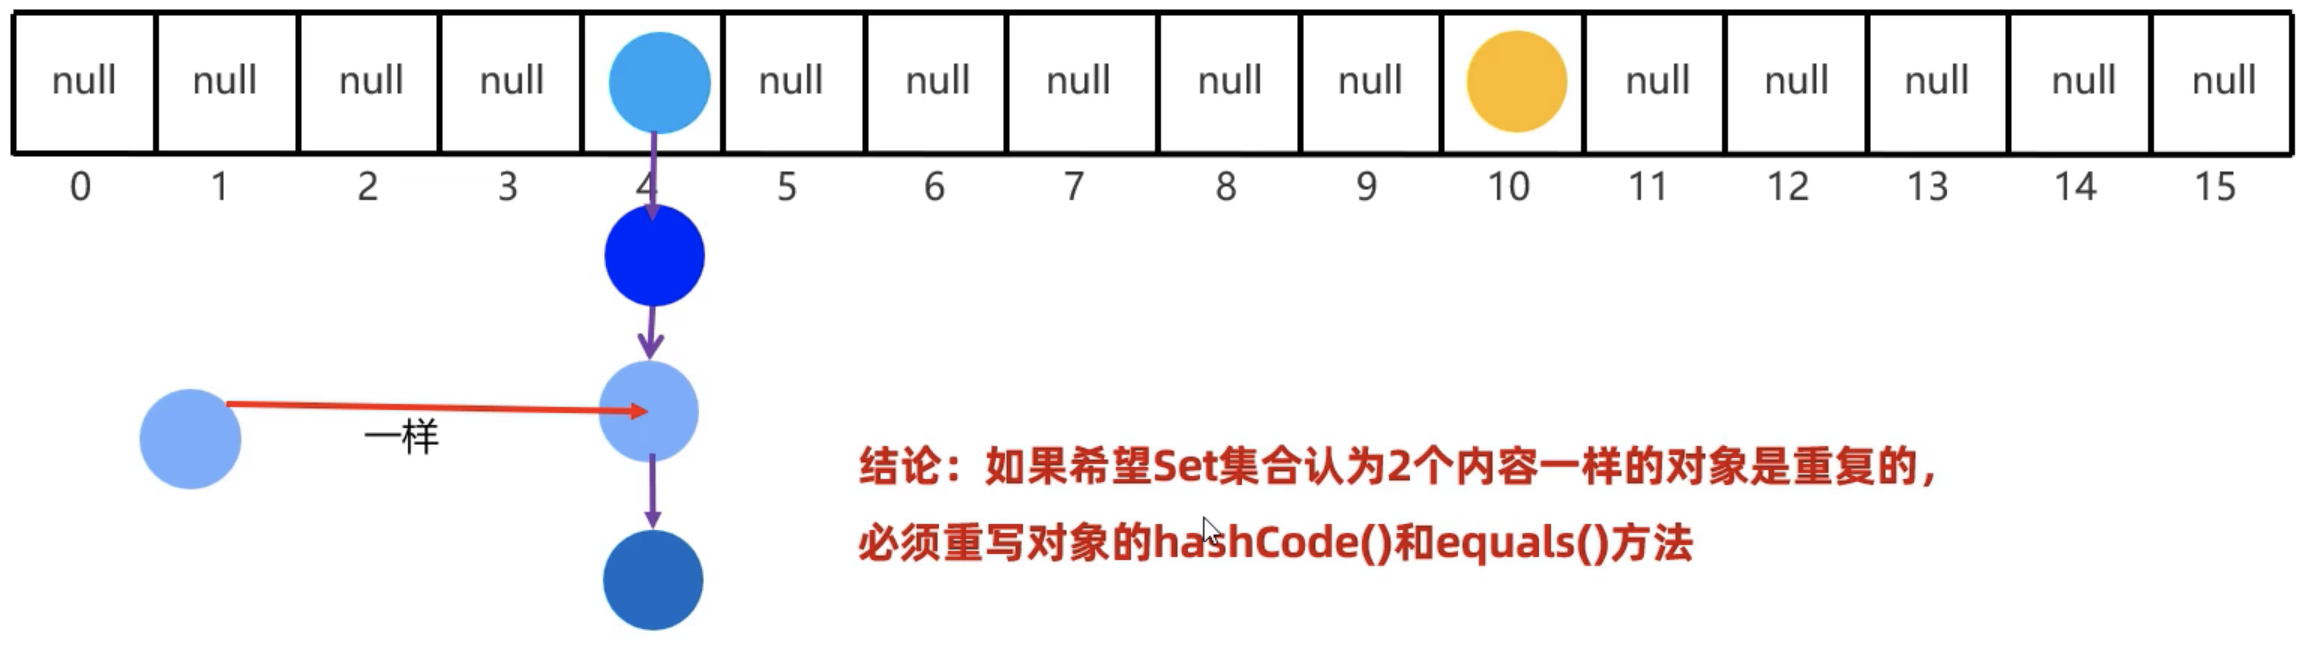 null null null null null null null null null null null null null null
0 1 2 3 4 5 6 7 8 9 10 11 12 13 14 15
一样
结论：如果希望Set集合认为2个内容一样的对象是重复的，
必须重写对象的hashCode()和equals()方法